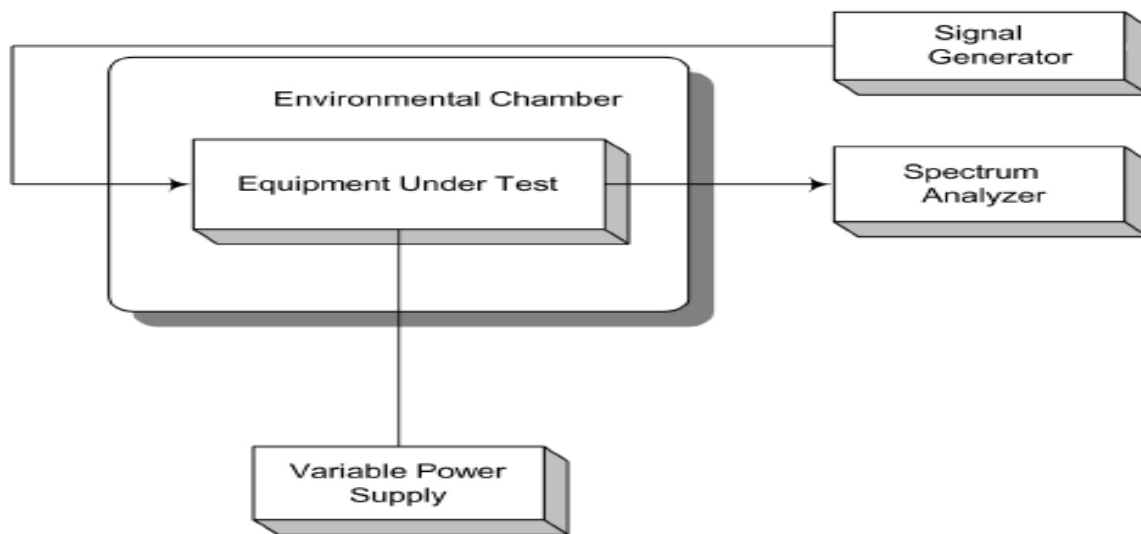 Signal
Generator
Environmental Chamber
Equipment Under Test
Spectrum
Analyzer
Variable Power
Supply